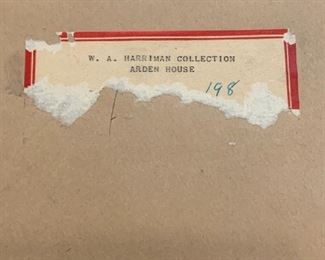 W. A. HARRIMAN COLLECTION
ARDEN HOUSE
198